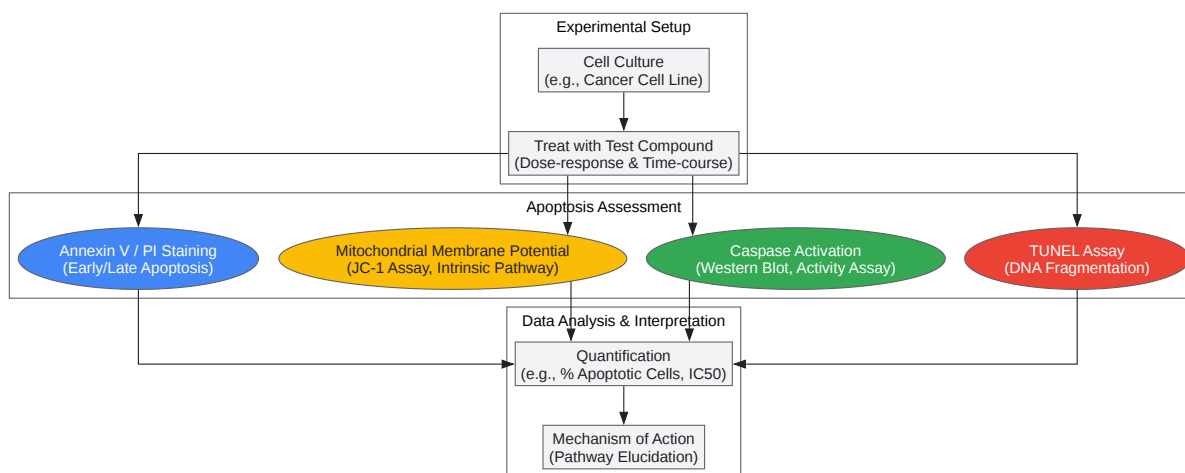 Experimental Setup
Cell Culture
(e.g., Cancer Cell Line)
Treat with Test Compound
(Dose-response & Time-course)
Apoptosis Assessment
Annexin V / PI Staining
(Early/Late Apoptosis)
Mitochondrial Membrane Potential
(JC-1 Assay, Intrinsic Pathway)
Caspase Activation
(Western Blot, Activity Assay)
TUNEL Assay
(DNA Fragmentation)
Data Analysis & Interpretation
Quantification
(e.g., % Apoptotic Cells, IC50)
Mechanism of Action
(Pathway Elucidation)